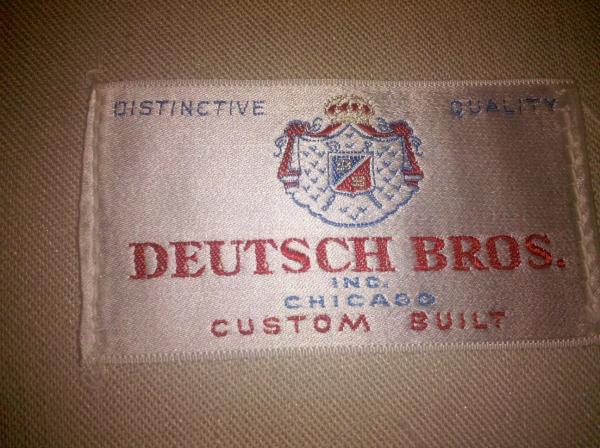 DISTINCTIVE QUALITY
DEUTSCH BROS.
INC.
CHICAGO
CUSTOM BUILT